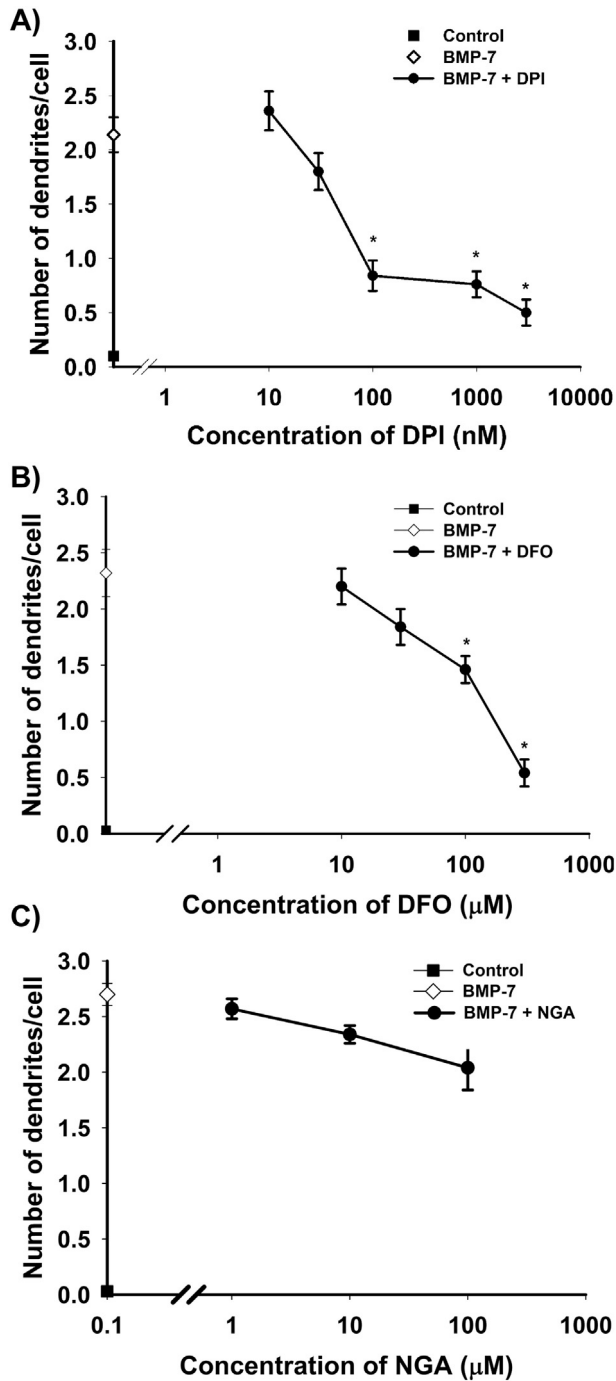 A)
Number of dendrites/cell
3.0
2.5
2.0
1.5
1.0
0.5
0.0
Control
BMP-7
BMP-7 + DPI
*
*
*
1
10
100
1000
10000
Concentration of DPI (nM)
B)
Number of dendrites/cell
3.0
2.5
2.0
1.5
1.0
0.5
0.0
Control
BMP-7
BMP-7 + DFO
*
*
1
10
100
1000
Concentration of DFO (μM)
C)
Number of dendrites/cell
3.0
2.5
2.0
1.5
1.0
0.5
0.0
Control
BMP-7
BMP-7 + NGA
0.1
1
10
100
1000
Concentration of NGA (μM)